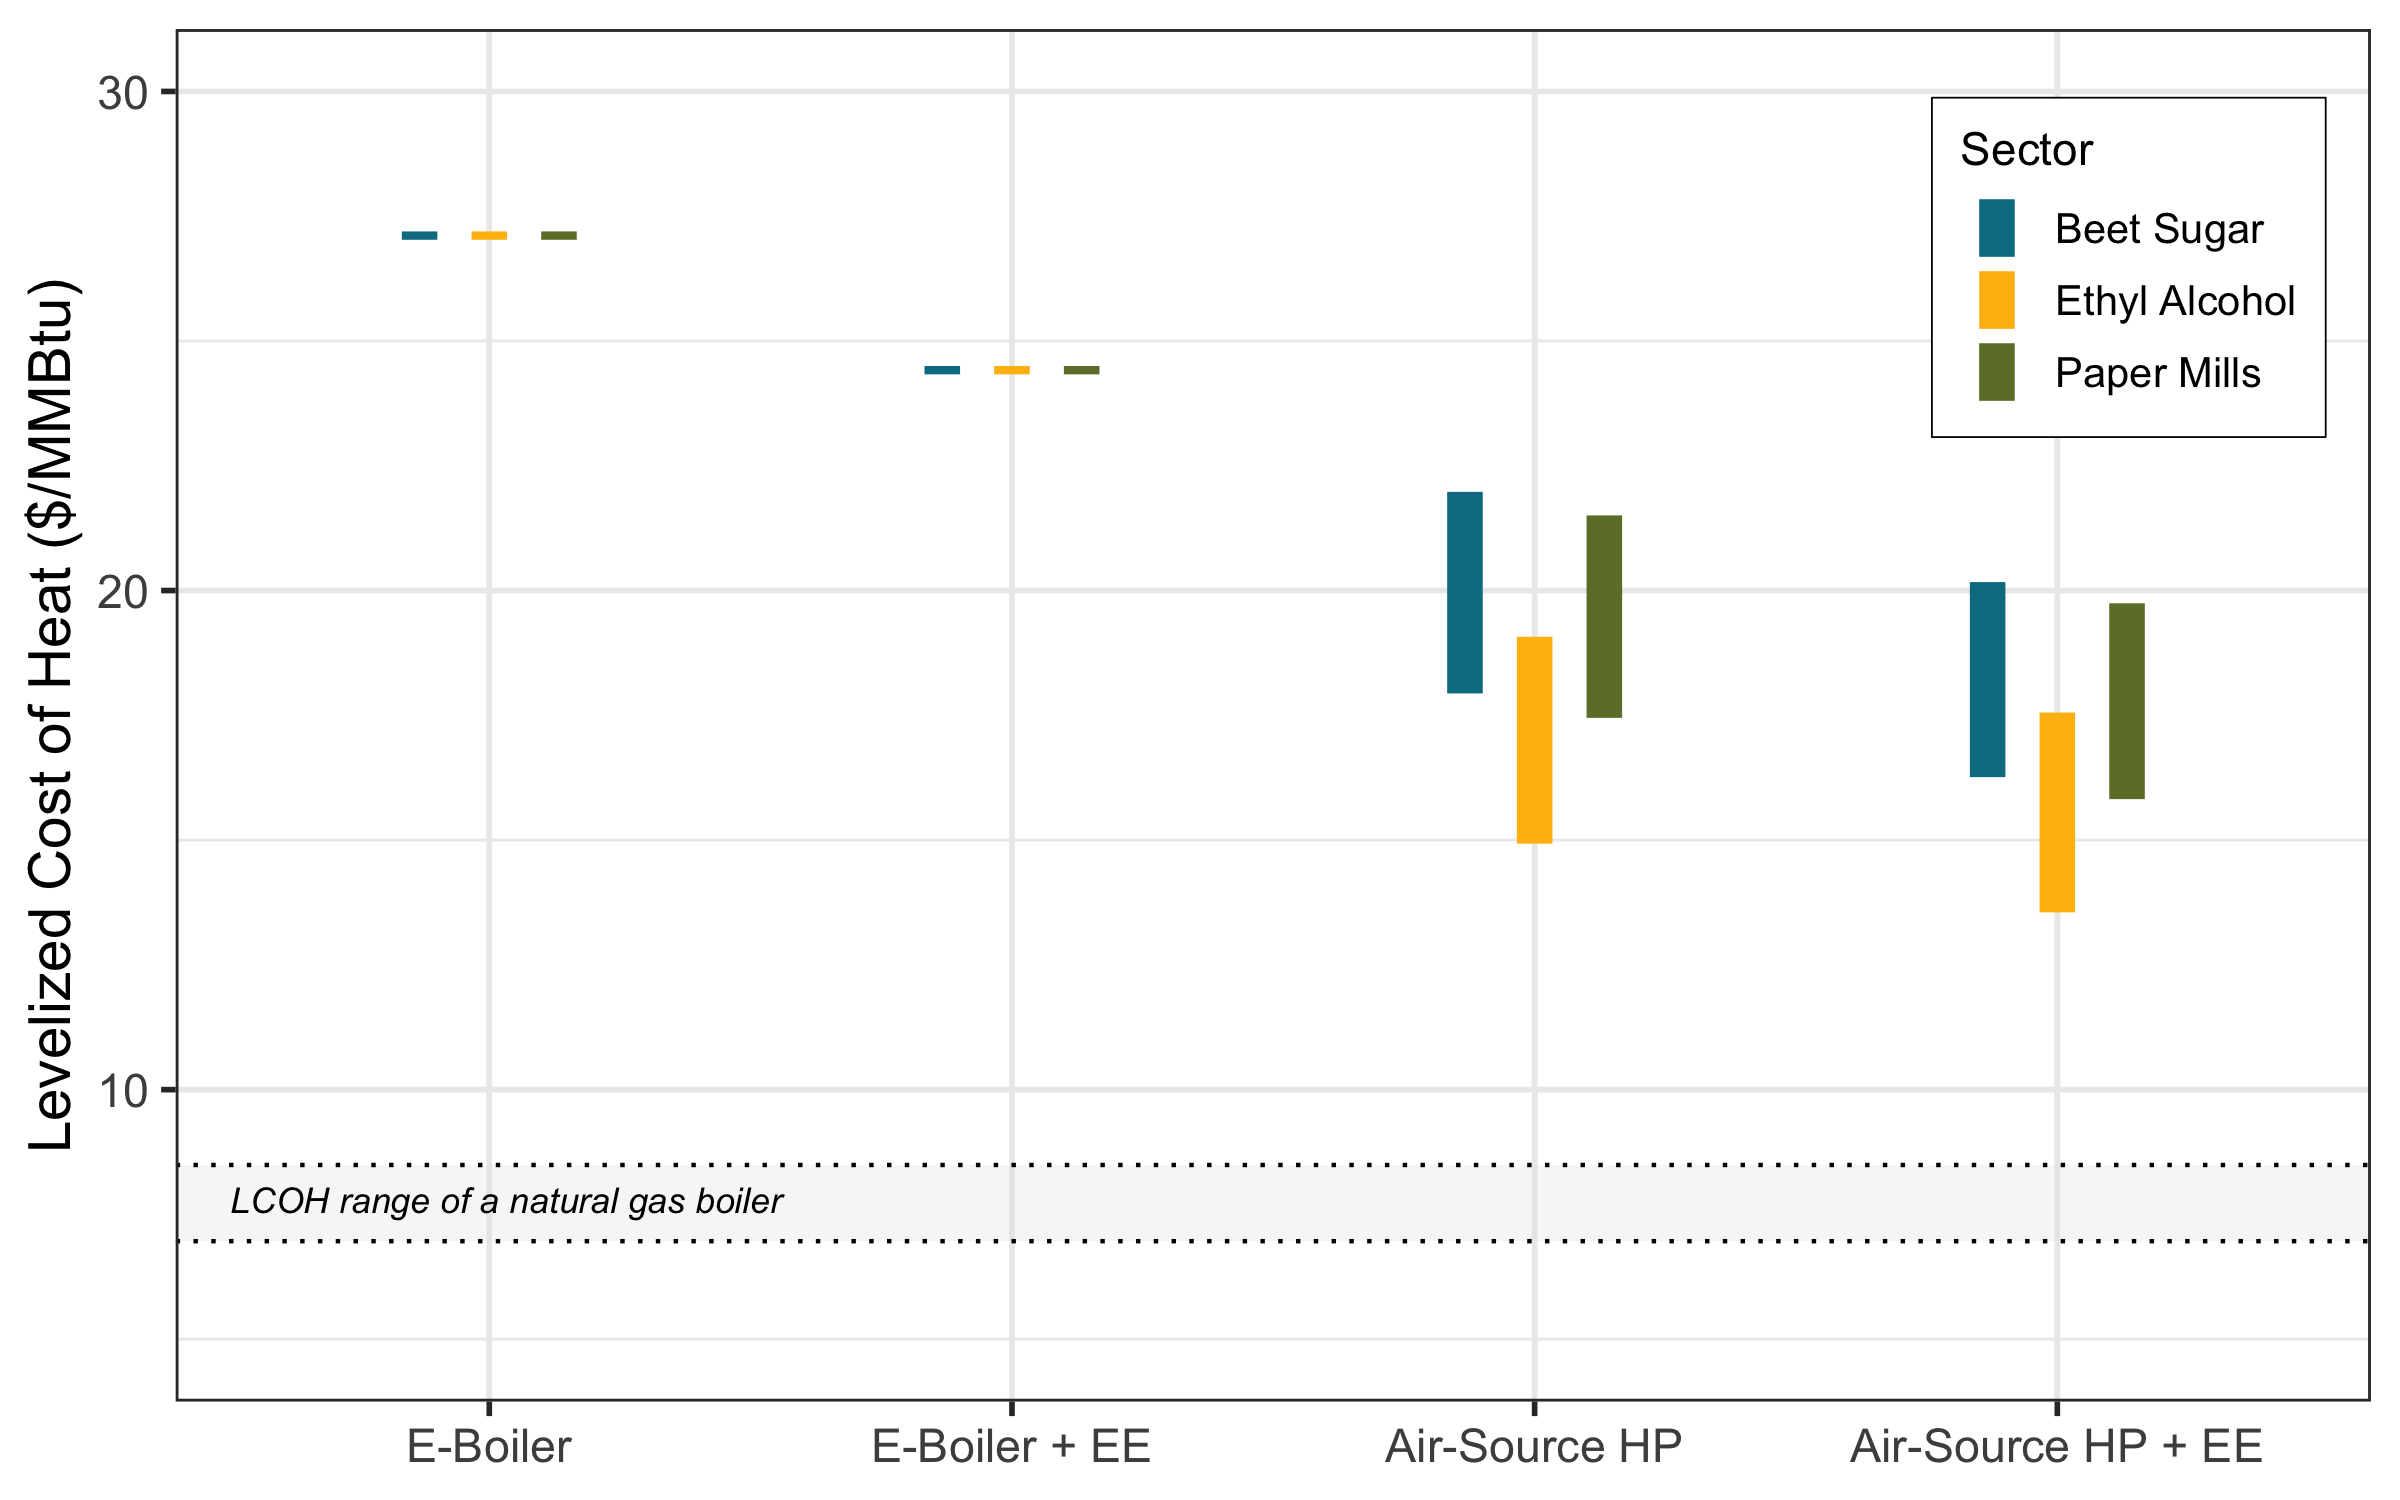 Levelized Cost of Heat ($/MMBtu)
30
20
10
Sector
Beet Sugar
Ethyl Alcohol
Paper Mills
LCOH range of a natural gas boiler
E-Boiler
E-Boiler + EE
Air-Source HP
Air-Source HP + EE